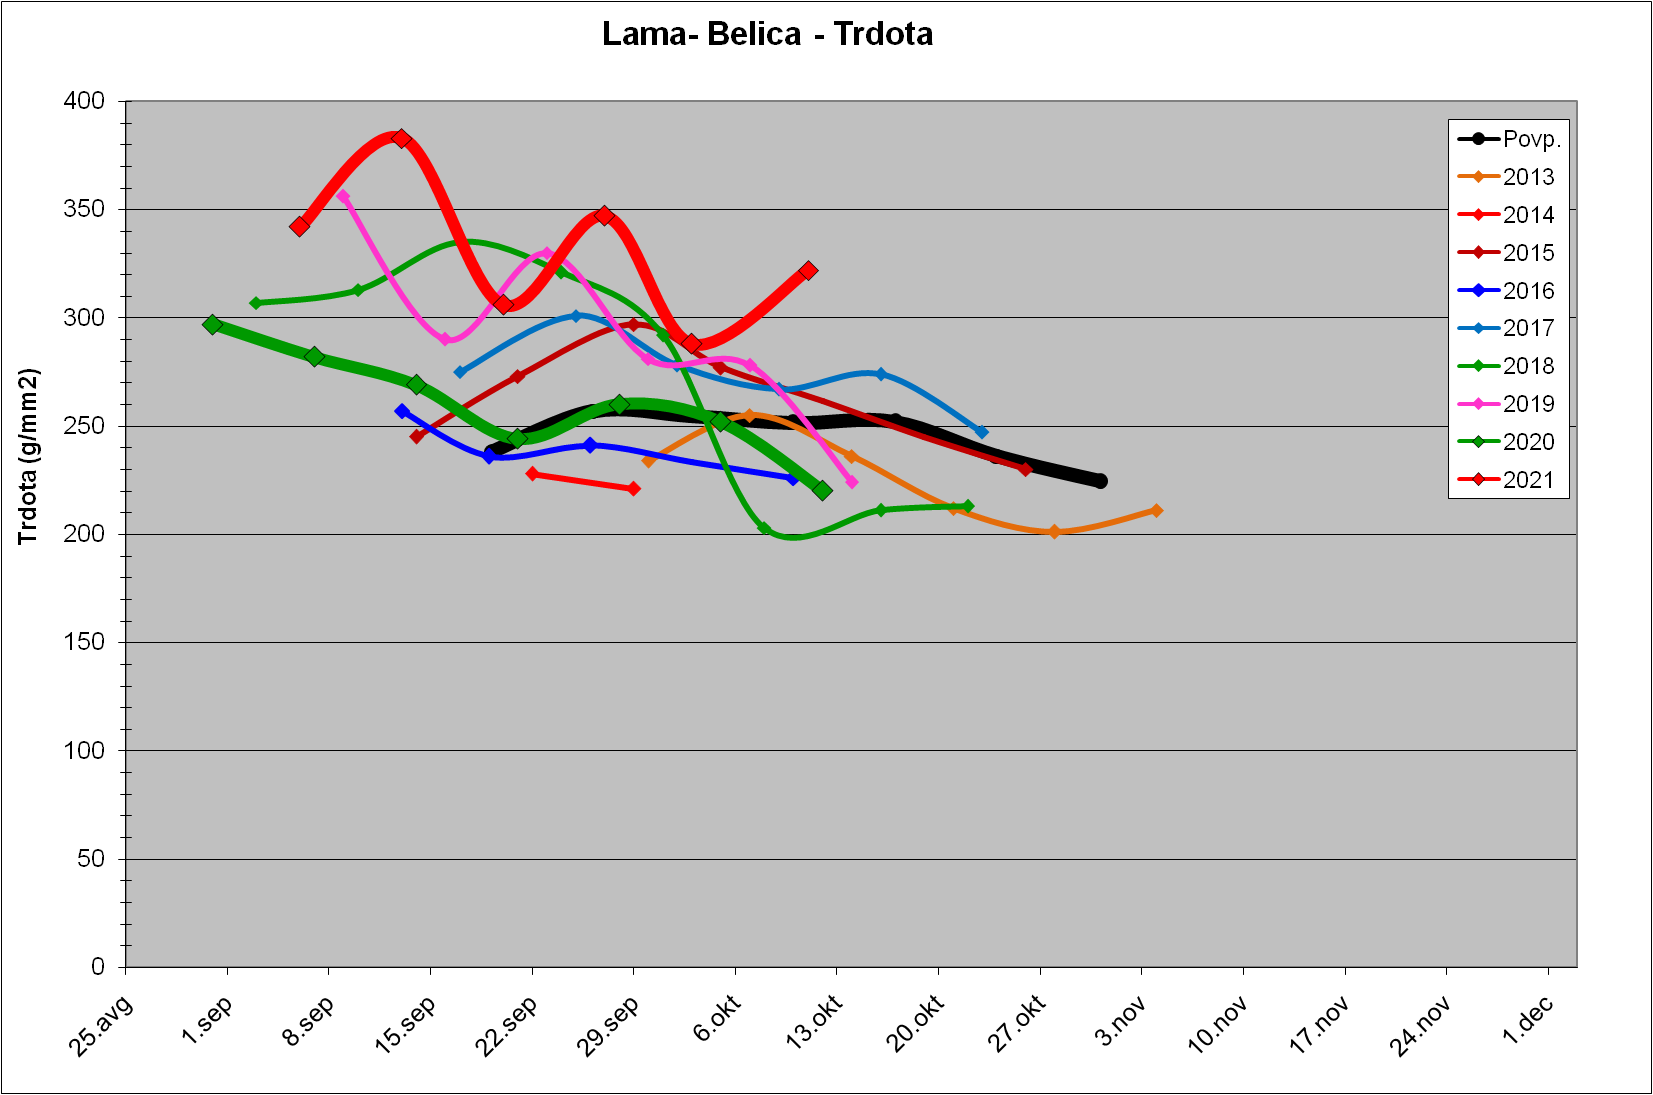 Lama- Belica - Trdota
Trdota (g/mm2)
400
350
300
250
200
150
100
50
0
25.avg
1.sep
8.sep
15.sep
22.sep
29.sep
6.okt
13.okt
20.okt
27.okt
3.nov
10.nov
17.nov
24.nov
1.dec
Povp.
2013
2014
2015
2016
2017
2018
2019
2020
2021